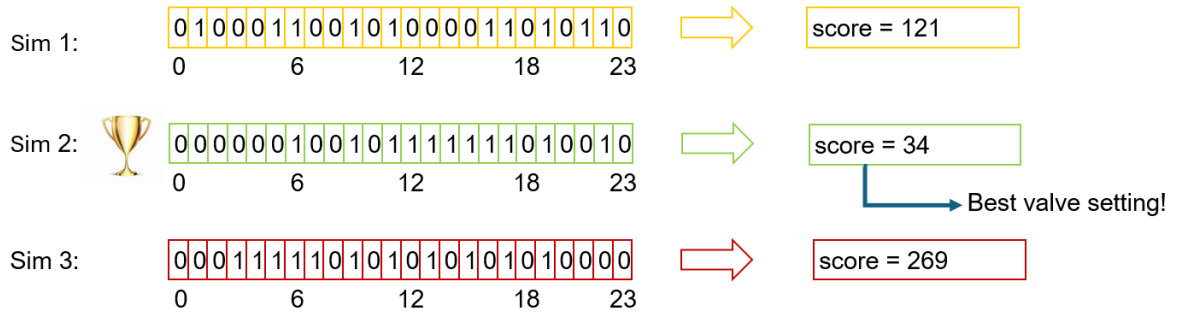 Sim 1: 0 1 0 0 0 1 1 0 0 1 0 1 0 0 0 0 1 1 0 1 0 1 1 0 score = 121
0 6 12 18 23
Sim 2: 0 0 0 0 0 0 1 0 0 1 0 1 1 1 1 1 1 1 0 1 0 0 1 0 score = 34
0 6 12 18 23
Best valve setting!
Sim 3: 0 0 0 1 1 1 1 1 0 1 0 1 0 1 0 1 0 1 0 1 0 0 0 0 score = 269
0 6 12 18 23